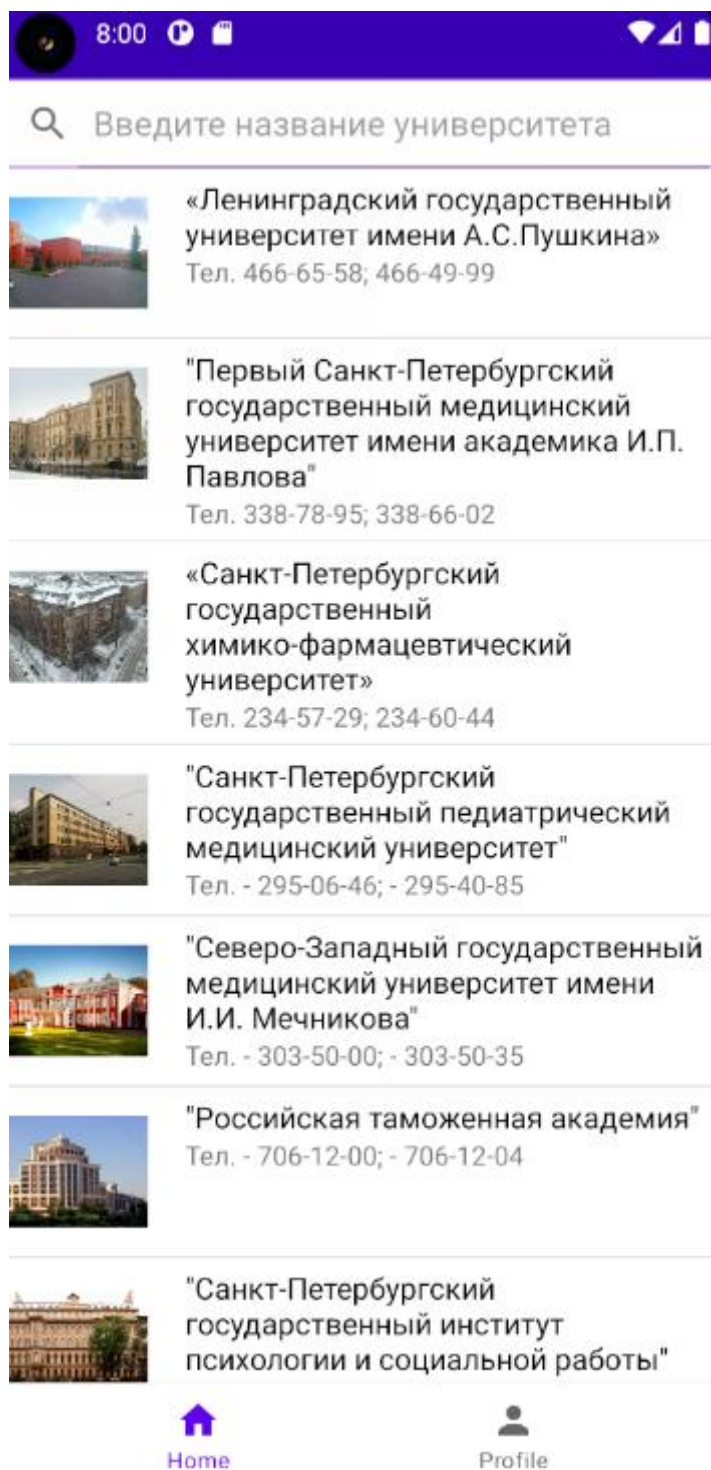 8:00
Введите название университета
«Ленинградский государственный
университет имени А.С.Пушкина»
Тел. 466-65-58; 466-49-99
"Первый Санкт-Петербургский
государственный медицинский
университет имени академика И.П.
Павлова"
Тел. 338-78-95; 338-66-02
«Санкт-Петербургский
государственный
химико-фармацевтический
университет»
Тел. 234-57-29; 234-60-44
"Санкт-Петербургский
государственный педиатрический
медицинский университет"
Тел. - 295-06-46; - 295-40-85
"Северо-Западный государственный
медицинский университет имени
И.И. Мечникова"
Тел. - 303-50-00; - 303-50-35
"Российская таможенная академия"
Тел. - 706-12-00; - 706-12-04
"Санкт-Петербургский
государственный институт
психологии и социальной работы"
Home
Profile